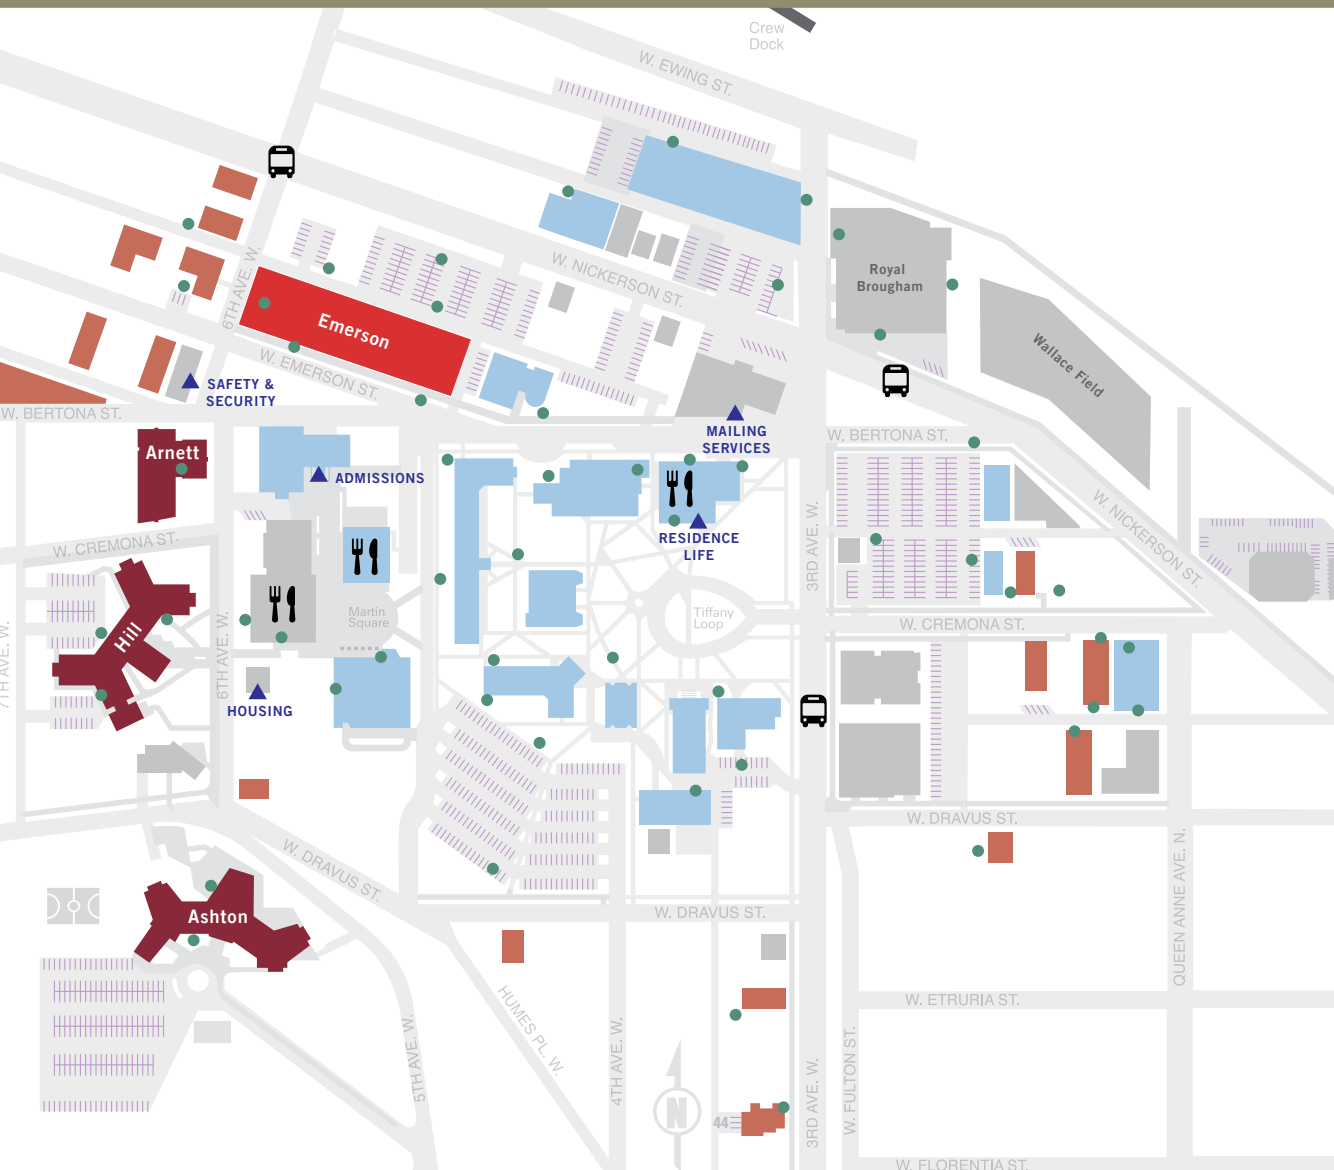 Crew
Dock
W. EWING ST.
6TH AVE. W.
Emerson
W. EMERSON ST.
W. NICKERSON ST.
Royal
Brougham
Wallace Field
SAFETY &
SECURITY
W. BERTONA ST.
MAILING
SERVICES
W. BERTONA ST.
Arnett
ADMISSIONS
W. CREMONA ST.
RESIDENCE
LIFE
3RD AVE. W.
W. NICKERSON ST.
Martin
Square
Tiffany
Loop
W. CREMONA ST.
Hill
7TH AVE. W.
6TH AVE. W.
HOUSING
W. DRAVUS ST.
W. DRAVUS ST.
Ashton
W. DRAVUS ST.
QUEEN ANNE AVE. N.
HUMES PL. W.
5TH AVE. W.
4TH AVE. W.
W. ETRURIA ST.
N
44
3RD AVE. W.
W. FULTON ST.
W. FLORENTIA ST.